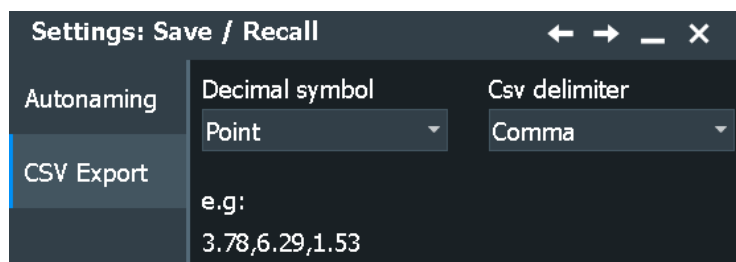 Settings: Save / Recall
Autonaming
CSV Export
Decimal symbol
Csv delimiter
Point
Comma
e.g:
3.78,6.29,1.53